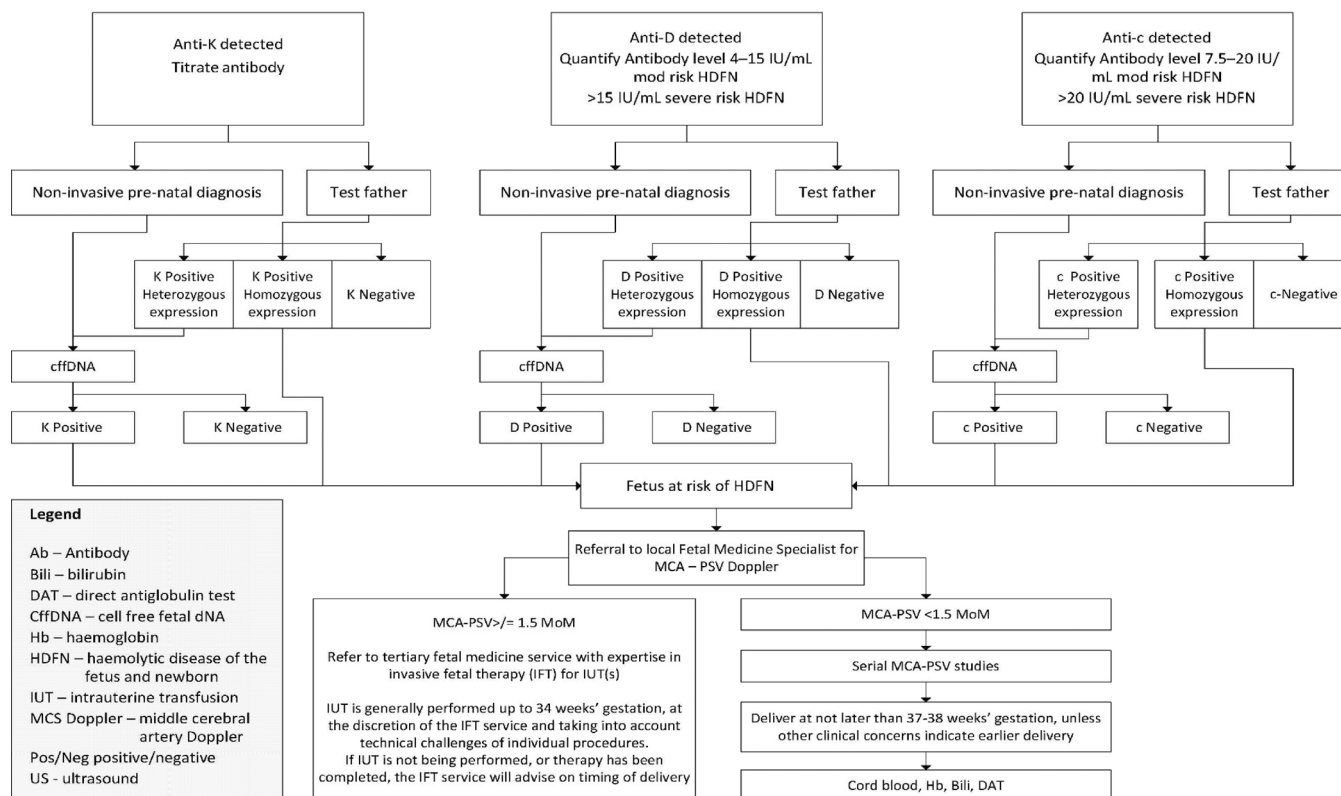 Anti-K detected
Titrate antibody
Anti-D detected
Quantify Antibody level 4–15 IU/mL
mod risk HDFN
>15 IU/mL severe risk HDFN
Anti-c detected
Quantify Antibody level 7.5–20 IU/
mL mod risk HDFN
>20 IU/mL severe risk HDFN
Non-invasive pre-natal diagnosis
Test father
Non-invasive pre-natal diagnosis
Test father
Non-invasive pre-natal diagnosis
Test father
K Positive
Heterozygous
expression
K Positive
Homozygous
expression
K Negative
D Positive
Heterozygous
expression
D Positive
Homozygous
expression
D Negative
c Positive
Heterozygous
expression
c Positive
Homozygous
expression
c-Negative
cffDNA
cffDNA
cffDNA
K Positive
K Negative
D Positive
D Negative
c Positive
c Negative
Fetus at risk of HDFN
Referral to local Fetal Medicine Specialist for
MCA – PSV Doppler
MCA-PSV>/= 1.5 MoM
Refer to tertiary fetal medicine service with expertise in
invasive fetal therapy (IFT) for IUT(s)
IUT is generally performed up to 34 weeks' gestation, at
the discretion of the IFT service and taking into account
technical challenges of individual procedures.
If IUT is not being performed, or therapy has been
completed, the IFT service will advise on timing of delivery
MCA-PSV <1.5 MoM
Serial MCA-PSV studies
Deliver at not later than 37-38 weeks' gestation, unless
other clinical concerns indicate earlier delivery
Cord blood, Hb, Bili, DAT
Legend
Ab – Antibody
Bili – bilirubin
DAT – direct antiglobulin test
CffDNA – cell free fetal dNA
Hb – haemoglobin
HDFN – haemolytic disease of the
fetus and newborn
IUT – intrauterine transfusion
MCS Doppler – middle cerebral
artery Doppler
Pos/Neg positive/negative
US - ultrasound